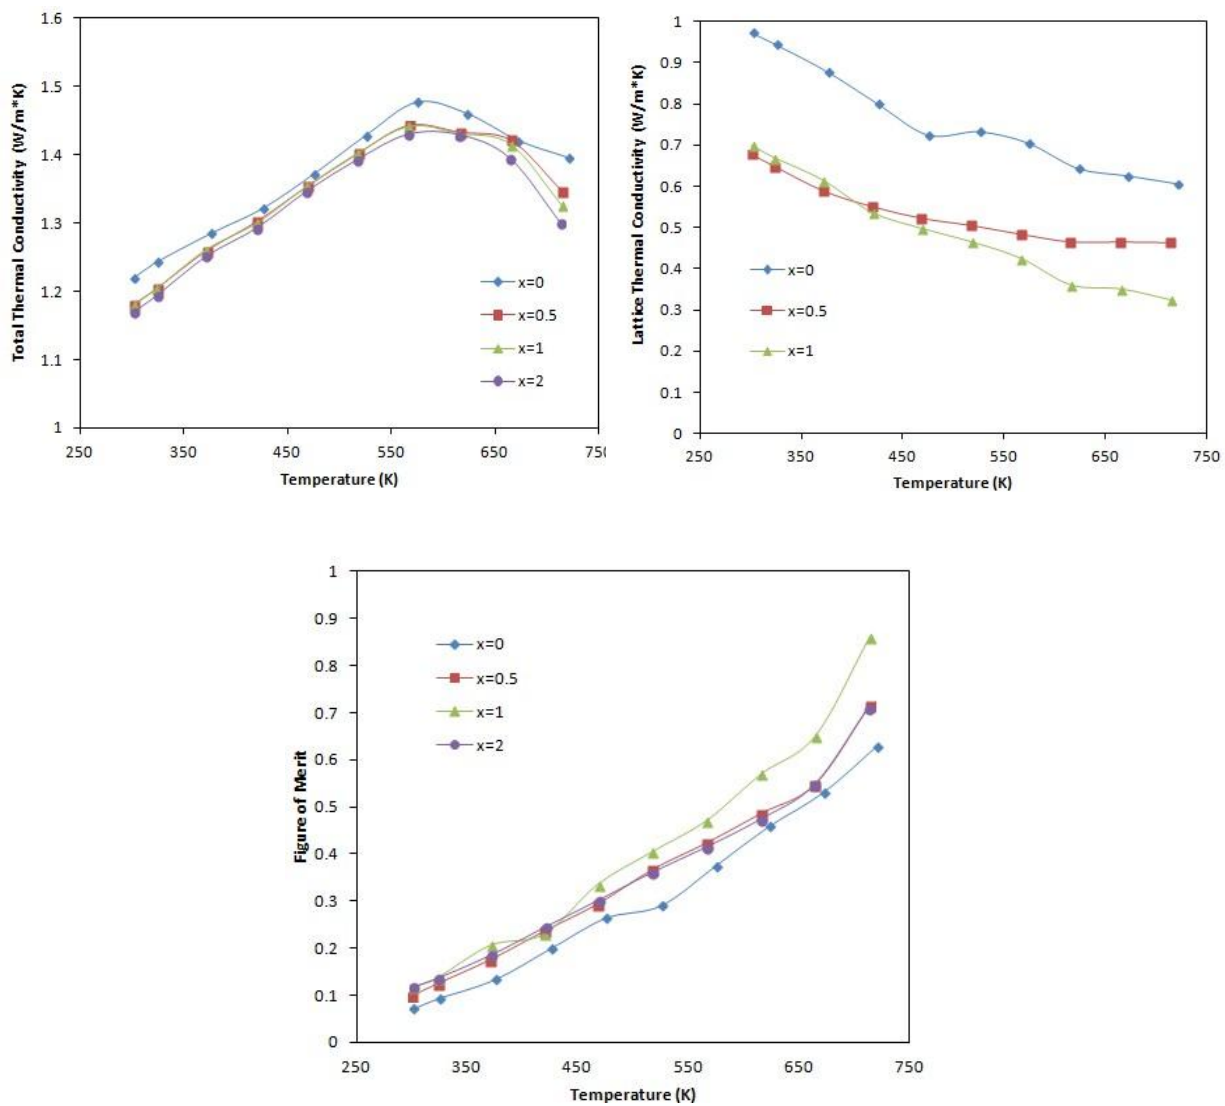 Total Thermal Conductivity (W/m*K)
1.6
1.5
1.4
1.3
1.2
1.1
1
x=0
x=0.5
x=1
x=2
250 350 450 550 650 750
Temperature (K)
Lattice Thermal Conductivity (W/m*K)
1
0.9
0.8
0.7
0.6
0.5
0.4
0.3
0.2
0.1
0
x=0
x=0.5
x=1
250 350 450 550 650 750
Temperature (K)
Figure of Merit
1
0.9
0.8
0.7
0.6
0.5
0.4
0.3
0.2
0.1
0
x=0
x=0.5
x=1
x=2
250 350 450 550 650 750
Temperature (K)